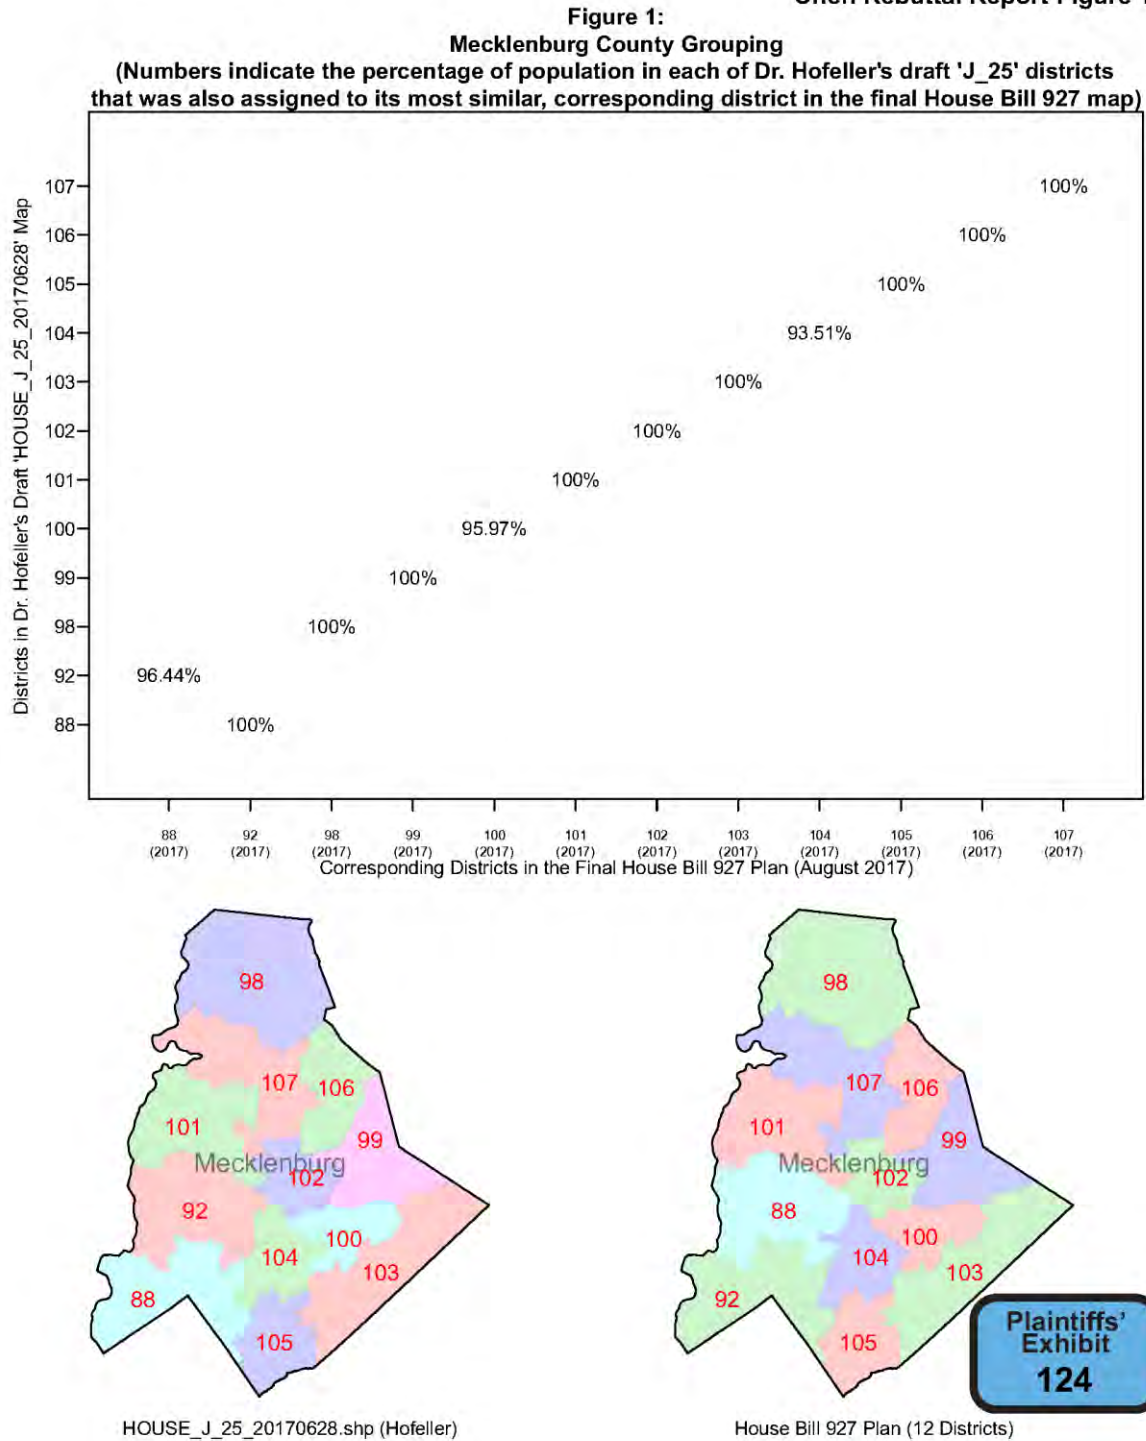 Chen Rebuttal Report Figure 1
Figure 1:
Mecklenburg County Grouping
(Numbers indicate the percentage of population in each of Dr. Hofeller's draft 'J_25' districts
that was also assigned to its most similar, corresponding district in the final House Bill 927 map)
Districts in Dr. Hofeller's Draft 'HOUSE_J_25_20170628' Map
107 100%
106 100%
105 100%
104 93.51%
103 100%
102 100%
101 100%
100 95.97%
99 100%
98 100%
92 96.44%
88 100%
88 92 98 99 100 101 102 103 104 105 106 107
(2017) (2017) (2017) (2017) (2017) (2017) (2017) (2017) (2017) (2017) (2017) (2017)
Corresponding Districts in the Final House Bill 927 Plan (August 2017)
98
107
106
101
99
Mecklenburg
102
92
100
104
103
88
105
HOUSE_J_25_20170628.shp (Hofeller)
98
107
106
101
99
Mecklenburg
102
88
100
104
103
92
105
House Bill 927 Plan (12 Districts)
Plaintiffs'
Exhibit
124